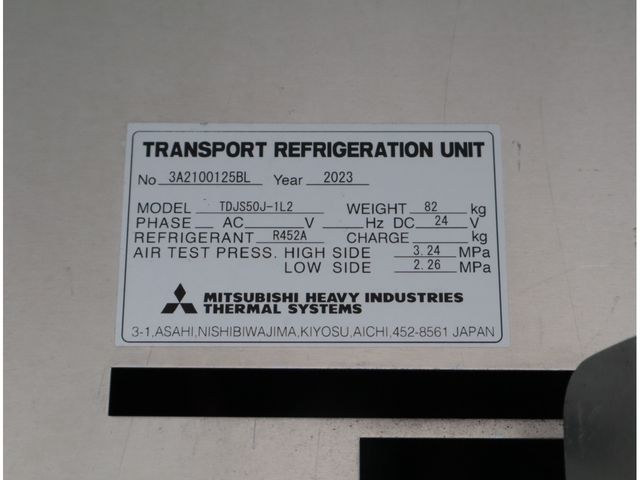 TRANSPORT REFRIGERATION UNIT
No 3A2100125BL Year 2023
MODEL TDJS50J-1L2 WEIGHT 82 kg
PHASE AC V Hz DC 24 V
REFRIGERANT R452A CHARGE kg
AIR TEST PRESS. HIGH SIDE 3.24 MPa
LOW SIDE 2.26 MPa
MITSUBISHI HEAVY INDUSTRIES
THERMAL SYSTEMS
3-1,ASAHI,NISHIBIWAJIMA,KIYOSU,AICHI,452-8561 JAPAN